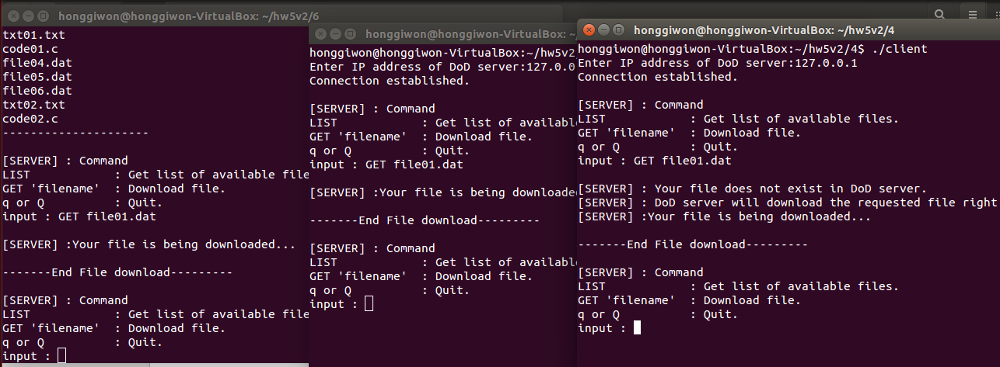 honggiwon@honggiwon-VirtualBox: ~/hw5v2/6
txt01.txt
code01.c
file04.dat
file05.dat
file06.dat
txt02.txt
code02.c
---------------------
[SERVER] : Command
LIST : Get list of available file
GET 'filename' : Download file.
q or Q : Quit.
input : GET file01.dat
[SERVER] :Your file is being downloaded...
-------End File download---------
[SERVER] : Command
LIST : Get list of available file
GET 'filename' : Download file.
q or Q : Quit.
input :
honggiwon@honggiwon-VirtualBox: ~
honggiwon@honggiwon-VirtualBox:~/hw5v2
Enter IP address of DoD server:127.0.0
Connection established.
[SERVER] : Command
LIST : Get list of availabl
GET 'filename' : Download file.
q or Q : Quit.
input : GET file01.dat
[SERVER] :Your file is being downloade
-------End File download---------
[SERVER] : Command
LIST : Get list of availabl
GET 'filename' : Download file.
q or Q : Quit.
input :
honggiwon@honggiwon-VirtualBox: ~/hw5v2/4
honggiwon@honggiwon-VirtualBox:~/hw5v2/4$ ./client
Enter IP address of DoD server:127.0.0.1
Connection established.
[SERVER] : Command
LIST : Get list of available files.
GET 'filename' : Download file.
q or Q : Quit.
input : GET file01.dat
[SERVER] : Your file does not exist in DoD server.
[SERVER] : DoD server will download the requested file right
[SERVER] :Your file is being downloaded...
-------End File download---------
[SERVER] : Command
LIST : Get list of available files.
GET 'filename' : Download file.
q or Q : Quit.
input :